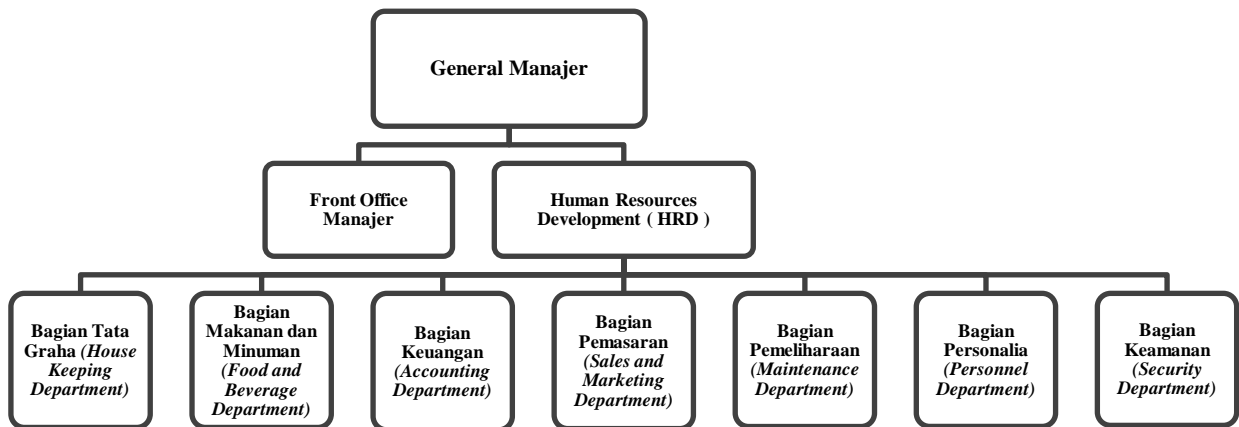 General Manajer
Front Office
Manajer
Human Resources
Development ( HRD )
Bagian Tata
Graha (House
Keeping
Department)
Bagian
Makanan dan
Minuman (Food
and Beverage
Department)
Bagian
Keuangan
(Accounting
Department)
Bagian
Pemasaran
(Sales and
Marketing
Department)
Bagian
Pemeliharaan
(Maintenance
Department)
Bagian
Personalia
(Personnel
Department)
Bagian
Keamanan
(Security
Department)